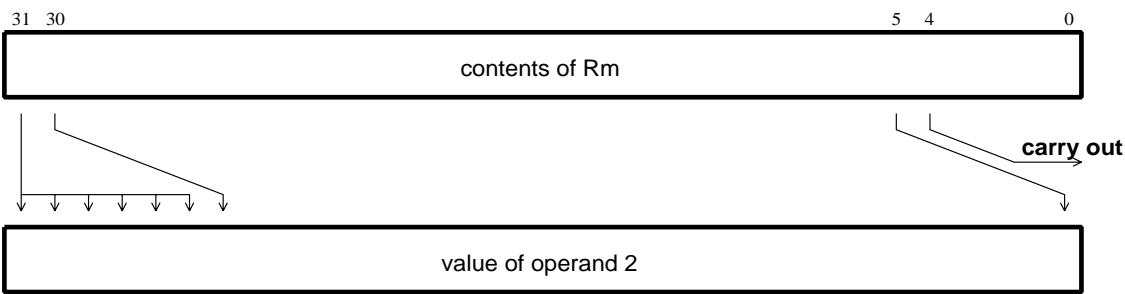 31 30 5 4 0
contents of Rm
carry out
value of operand 2